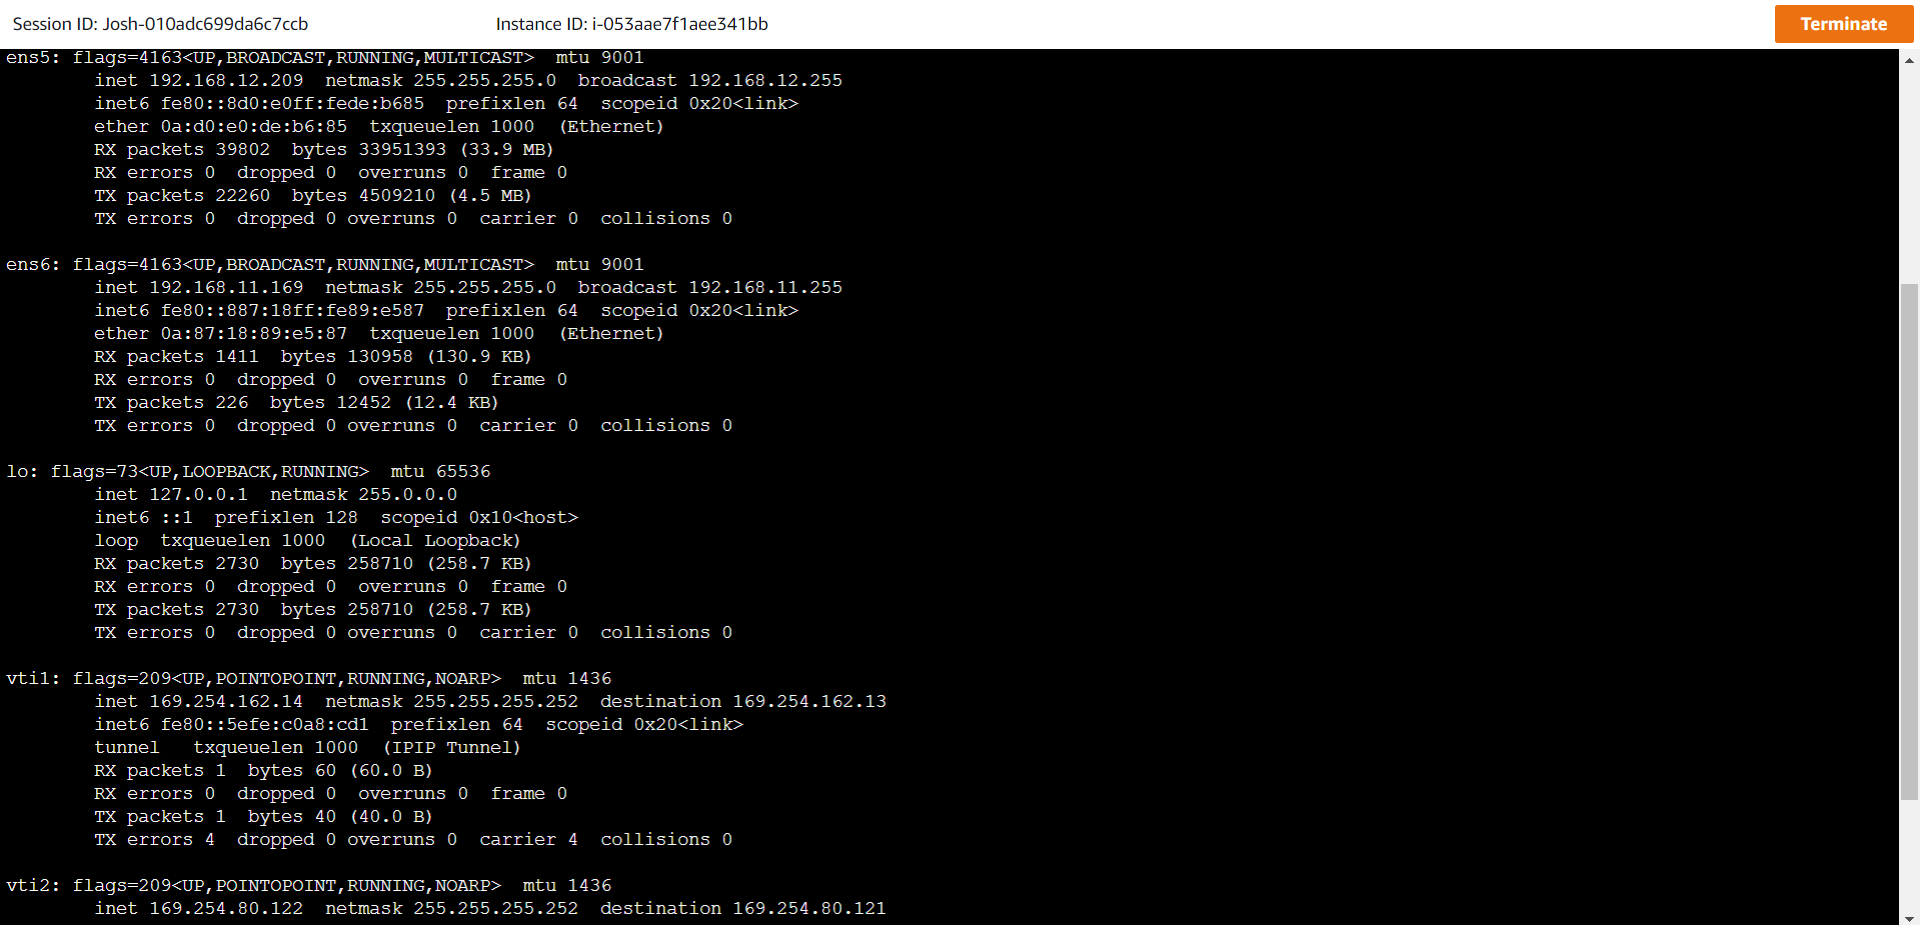 Session ID: Josh-010adc699da6c7ccb Instance ID: i-053aae7f1aee341bb Terminate
ens5: flags=4163<UP,BROADCAST,RUNNING,MULTICAST>  mtu 9001
        inet 192.168.12.209  netmask 255.255.255.0  broadcast 192.168.12.255
        inet6 fe80::8d0:e0ff:fede:b685  prefixlen 64  scopeid 0x20<link>
        ether 0a:d0:e0:de:b6:85  txqueuelen 1000  (Ethernet)
        RX packets 39802  bytes 33951393 (33.9 MB)
        RX errors 0  dropped 0  overruns 0  frame 0
        TX packets 22260  bytes 4509210 (4.5 MB)
        TX errors 0  dropped 0 overruns 0  carrier 0  collisions 0

ens6: flags=4163<UP,BROADCAST,RUNNING,MULTICAST>  mtu 9001
        inet 192.168.11.169  netmask 255.255.255.0  broadcast 192.168.11.255
        inet6 fe80::887:18ff:fe89:e587  prefixlen 64  scopeid 0x20<link>
        ether 0a:87:18:89:e5:87  txqueuelen 1000  (Ethernet)
        RX packets 1411  bytes 130958 (130.9 KB)
        RX errors 0  dropped 0  overruns 0  frame 0
        TX packets 226  bytes 12452 (12.4 KB)
        TX errors 0  dropped 0 overruns 0  carrier 0  collisions 0

lo: flags=73<UP,LOOPBACK,RUNNING>  mtu 65536
        inet 127.0.0.1  netmask 255.0.0.0
        inet6 ::1  prefixlen 128  scopeid 0x10<host>
        loop  txqueuelen 1000  (Local Loopback)
        RX packets 2730  bytes 258710 (258.7 KB)
        RX errors 0  dropped 0  overruns 0  frame 0
        TX packets 2730  bytes 258710 (258.7 KB)
        TX errors 0  dropped 0 overruns 0  carrier 0  collisions 0

vti1: flags=209<UP,POINTOPOINT,RUNNING,NOARP>  mtu 1436
        inet 169.254.162.14  netmask 255.255.255.252  destination 169.254.162.13
        inet6 fe80::5efe:c0a8:cd1  prefixlen 64  scopeid 0x20<link>
        tunnel   txqueuelen 1000  (IPIP Tunnel)
        RX packets 1  bytes 60 (60.0 B)
        RX errors 0  dropped 0  overruns 0  frame 0
        TX packets 1  bytes 40 (40.0 B)
        TX errors 4  dropped 0 overruns 0  carrier 4  collisions 0

vti2: flags=209<UP,POINTOPOINT,RUNNING,NOARP>  mtu 1436
        inet 169.254.80.122  netmask 255.255.255.252  destination 169.254.80.121